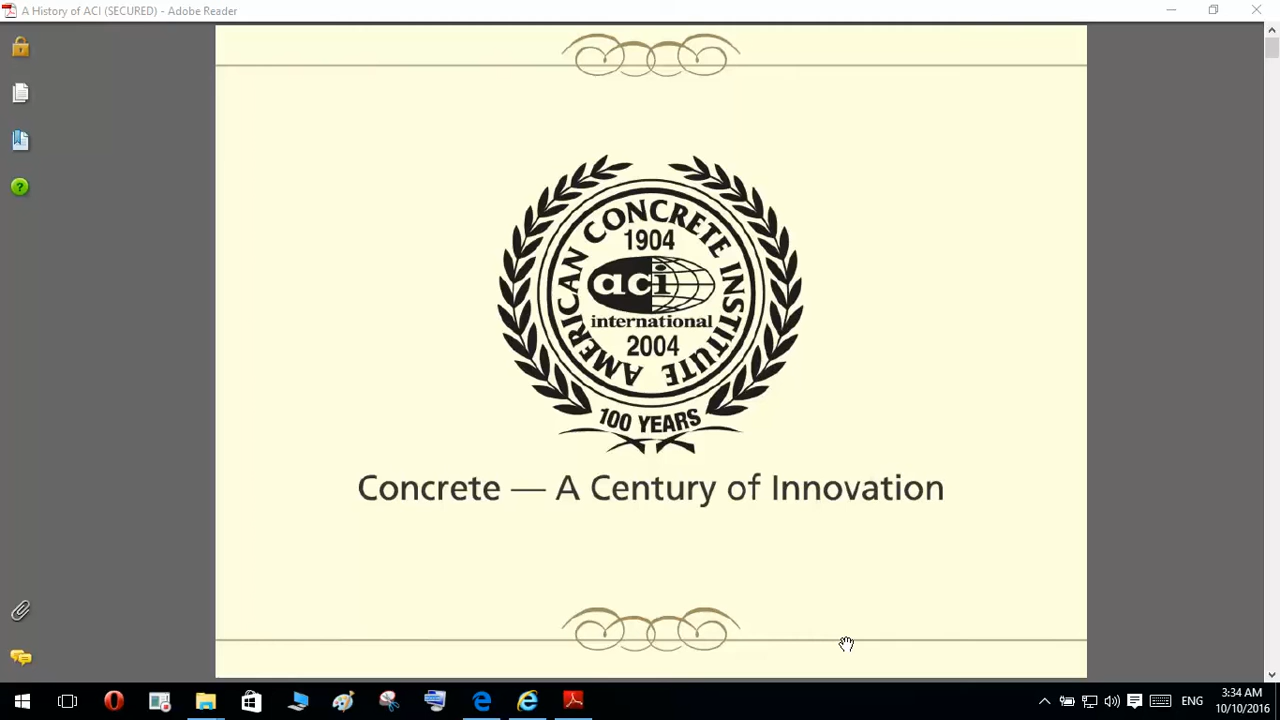 A History of ACI (SECURED) - Adobe Reader
AMERICAN CONCRETE INSTITUTE
1904
aci
international
2004
100 YEARS
Concrete — A Century of Innovation
ENG
3:34 AM
10/10/2016